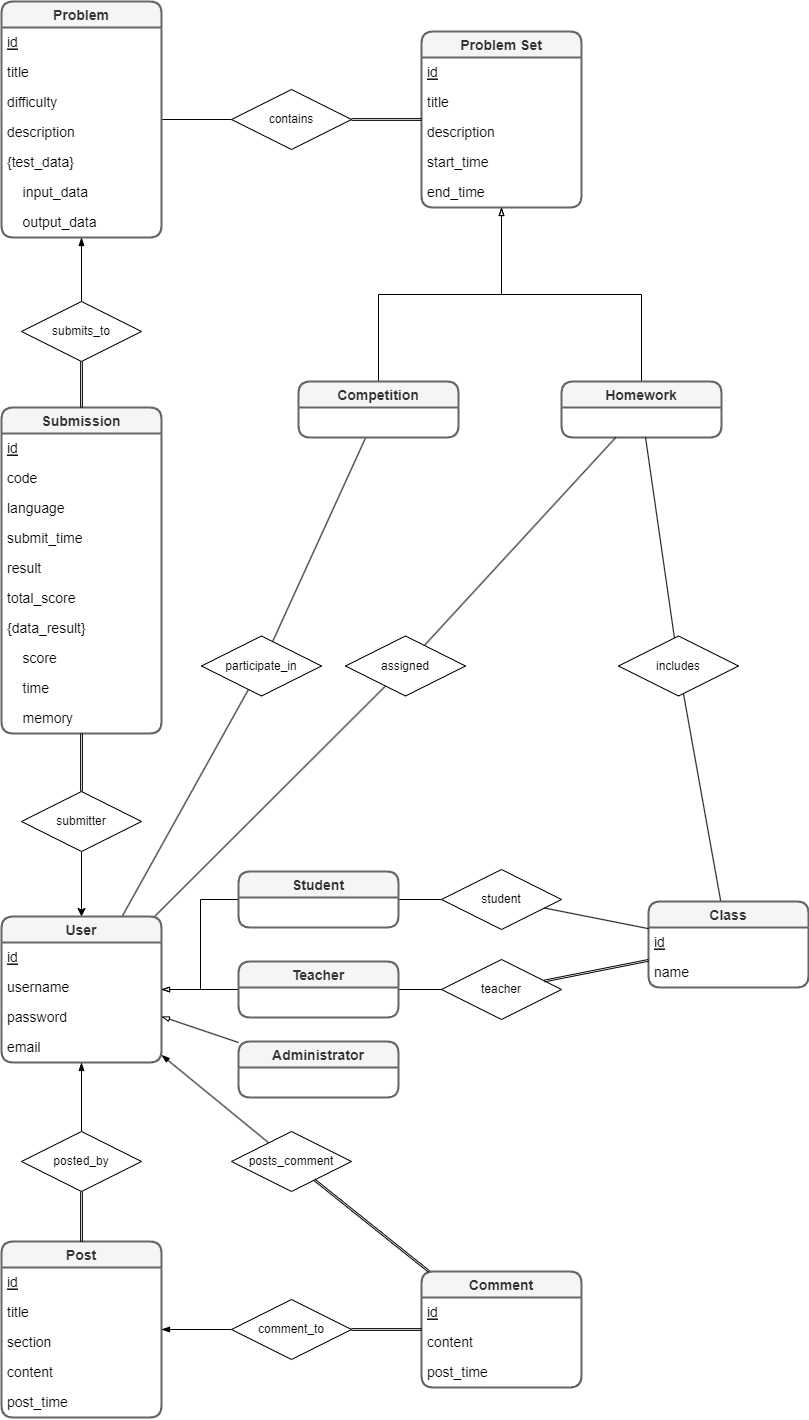 Problem
id
title
difficulty
description
{test_data}
input_data
output_data
contains
Problem Set
id
title
description
start_time
end_time
submits_to
Competition
Homework
Submission
id
code
language
submit_time
result
total_score
{data_result}
score
time
memory
participate_in
assigned
includes
submitter
Student
student
Class
id
name
User
id
username
password
email
Teacher
teacher
Administrator
posted_by
posts_comment
Post
id
title
section
content
post_time
comment_to
Comment
id
content
post_time